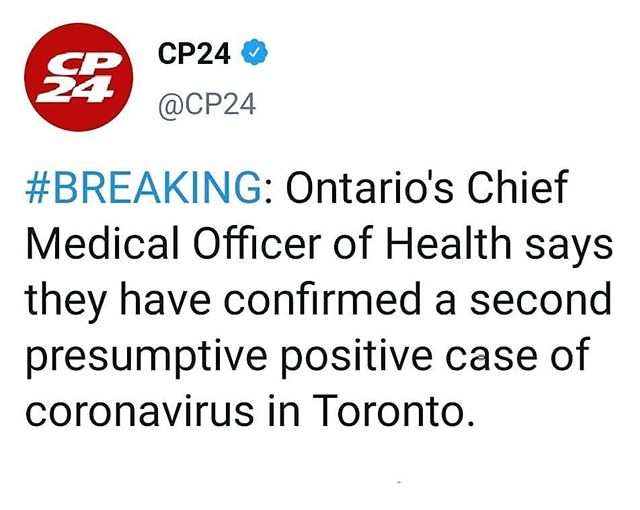 CP
24
CP24
@CP24
#BREAKING: Ontario's Chief
Medical Officer of Health says
they have confirmed a second
presumptive positive case of
coronavirus in Toronto.